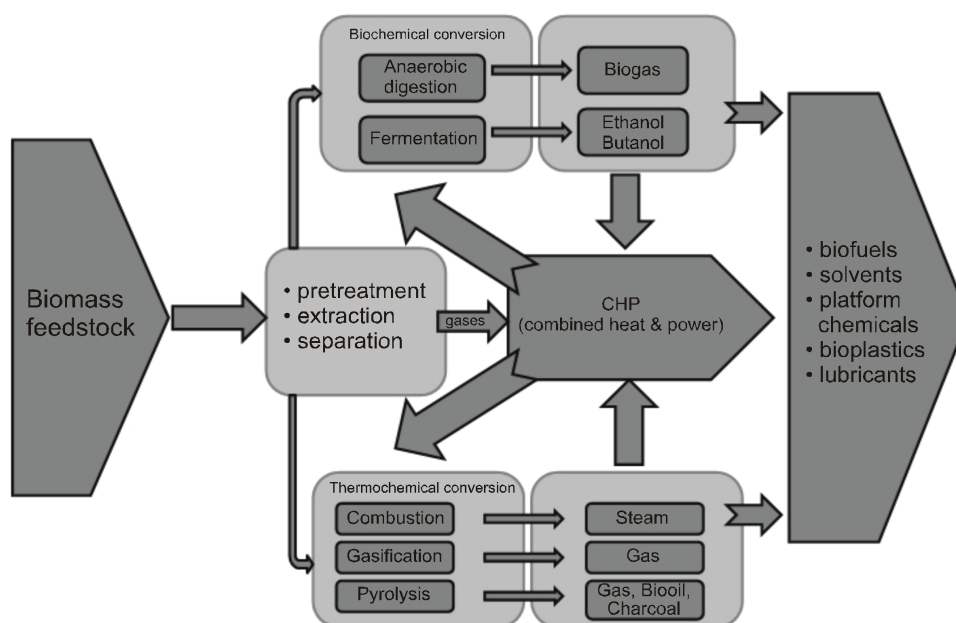 Biochemical conversion
Anaerobic
digestion
Biogas
Fermentation
Ethanol
Butanol
Biomass
feedstock
• pretreatment
• extraction
• separation
gases
CHP
(combined heat & power)
• biofuels
• solvents
• platform
chemicals
• bioplastics
• lubricants
Thermochemical conversion
Combustion
Steam
Gasification
Gas
Pyrolysis
Gas, Biooil,
Charcoal